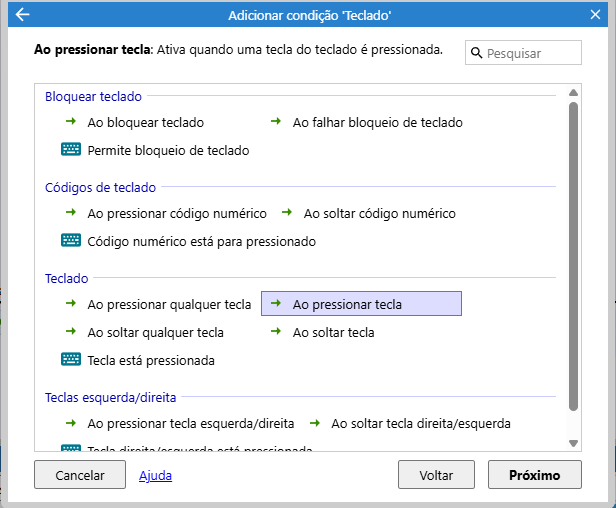 Adicionar condição 'Teclado'
Ao pressionar tecla: Ativa quando uma tecla do teclado é pressionada.
Pesquisar
Bloquear teclado
Ao bloquear teclado
Ao falhar bloqueio de teclado
Permite bloqueio de teclado
Códigos de teclado
Ao pressionar código numérico
Ao soltar código numérico
Código numérico está para pressionado
Teclado
Ao pressionar qualquer tecla
Ao pressionar tecla
Ao soltar qualquer tecla
Ao soltar tecla
Tecla está pressionada
Teclas esquerda/direita
Ao pressionar tecla esquerda/direita
Ao soltar tecla direita/esquerda
Tecla direita/esquerda está pressionada
Cancelar
Ajuda
Voltar
Próximo